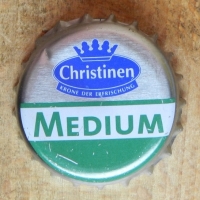 Christinen
KRONE DER ERFRISCHUNG
MEDIUM